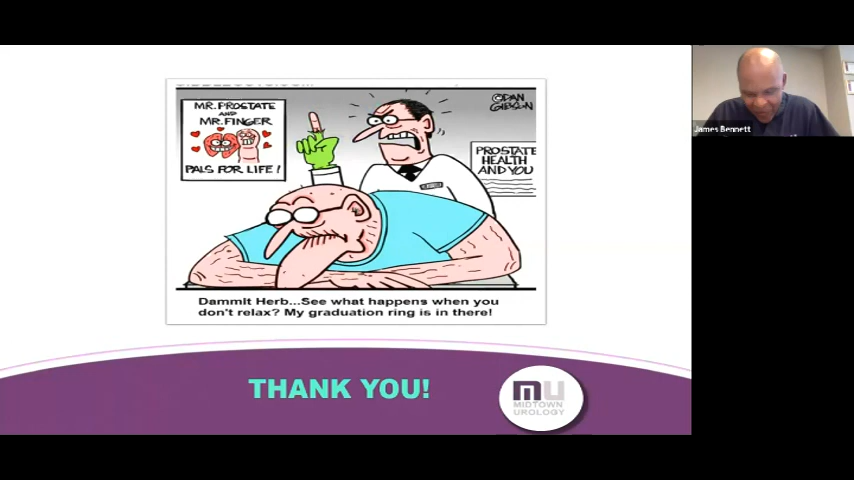 MR. PROSTATE
AND
MR. FINGER
PALS FOR LIFE!
©DAN
GIBSON
PROSTATE
HEALTH
AND YOU
DammIt Herb...See what happens when you
don't relax? My graduation ring is in there!
THANK YOU!
MU
MIDTOWN
UROLOGY
James Bennett